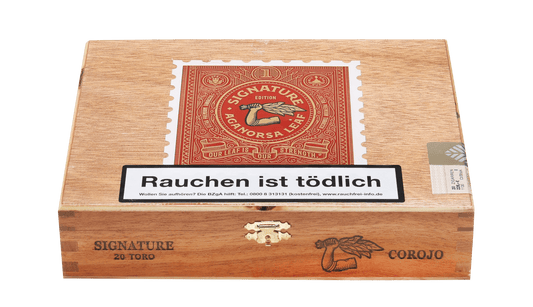 1
SIGNATURE
EDITION
AGANORSA LEAF
OUR LEAF IS OUR STRENGTH
Rauchen ist tödlich
Wollen Sie aufhören? Die BZgA hilft: Tel.: 0800 8 313131 (kostenfrei), www.rauchfrei-info.de
SIGNATURE
20 TORO
COROJO